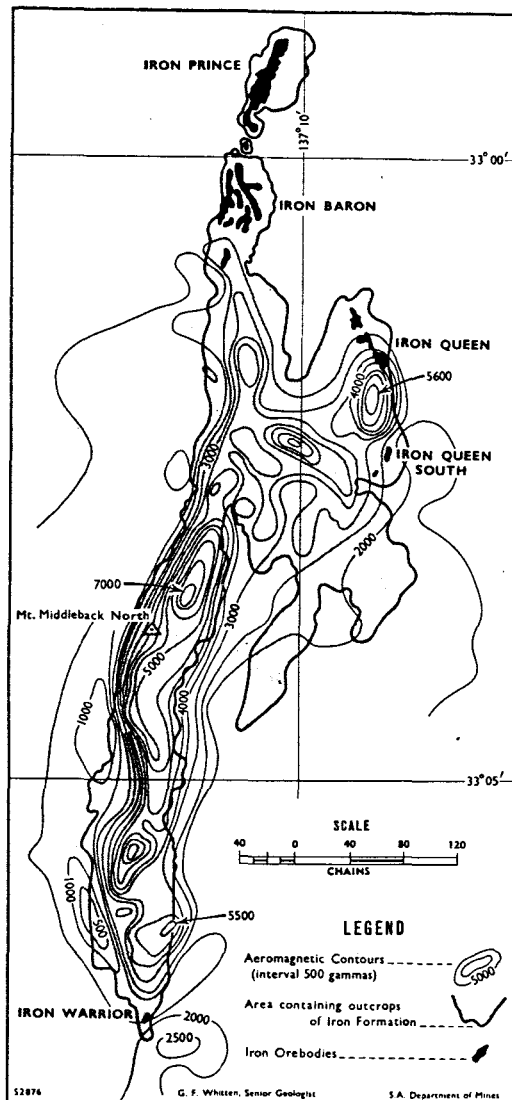 IRON PRINCE
137° 10'
33° 00'
IRON BARON
IRON QUEEN
4000
5600
3000
IRON QUEEN
SOUTH
2000
7000
Mt. Middleback North
3000
5000
4000
1000
33° 05'
SCALE
40 0 40 80 120
CHAINS
1000
500
5500
LEGEND
Aeromagnetic Contours
(interval 500 gammas)
5000
Area containing outcrops
of Iron Formation
IRON WARRIOR
2000
2500
Iron Orebodies
S2876
G. F. Whitten, Senior Geologist
S.A. Department of Mines